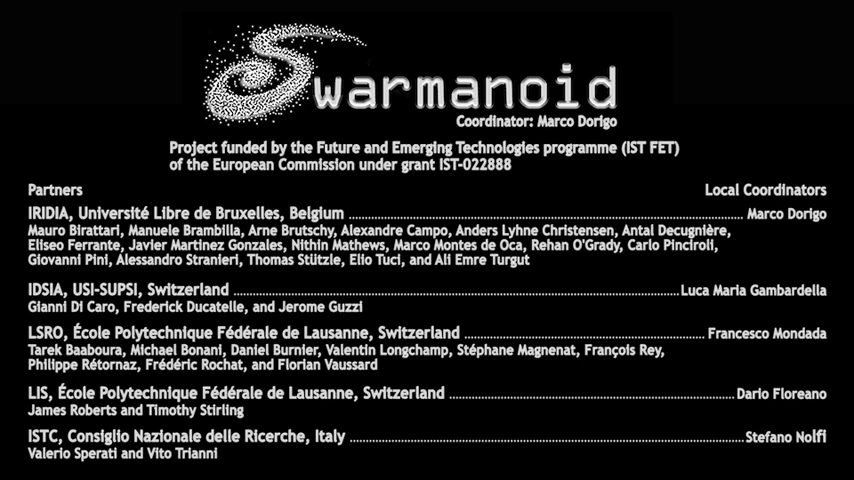 Swarmanoid
Coordinator: Marco Dorigo
Project funded by the Future and Emerging Technologies programme (IST FET)
of the European Commission under grant IST-022888
Partners Local Coordinators
IRIDIA, Université Libre de Bruxelles, Belgium ........ Marco Dorigo
Mauro Birattari, Manuele Brambilla, Arne Brutschy, Alexandre Campo, Anders Lyhne Christensen, Antal Decugnière,
Eliseo Ferrante, Javier Martinez Gonzales, Nithin Mathews, Marco Montes de Oca, Rehan O'Grady, Carlo Pinciroli,
Giovanni Pini, Alessandro Stranieri, Thomas Stützle, Elio Tuci, and Ali Emre Turgut
IDSIA, USI-SUPSI, Switzerland ........ Luca Maria Gambardella
Gianni Di Caro, Frederick Ducatelle, and Jerome Guzzi
LSRO, École Polytechnique Fédérale de Lausanne, Switzerland ........ Francesco Mondada
Tarek Baaboura, Michael Bonani, Daniel Burnier, Valentin Longchamp, Stéphane Magnenat, François Rey,
Philippe Rétornaz, Frédéric Rochat, and Florian Vaussard
LIS, École Polytechnique Fédérale de Lausanne, Switzerland ........ Dario Floreano
James Roberts and Timothy Stirling
ISTC, Consiglio Nazionale delle Ricerche, Italy ........ Stefano Nolfi
Valerio Sperati and Vito Trianni